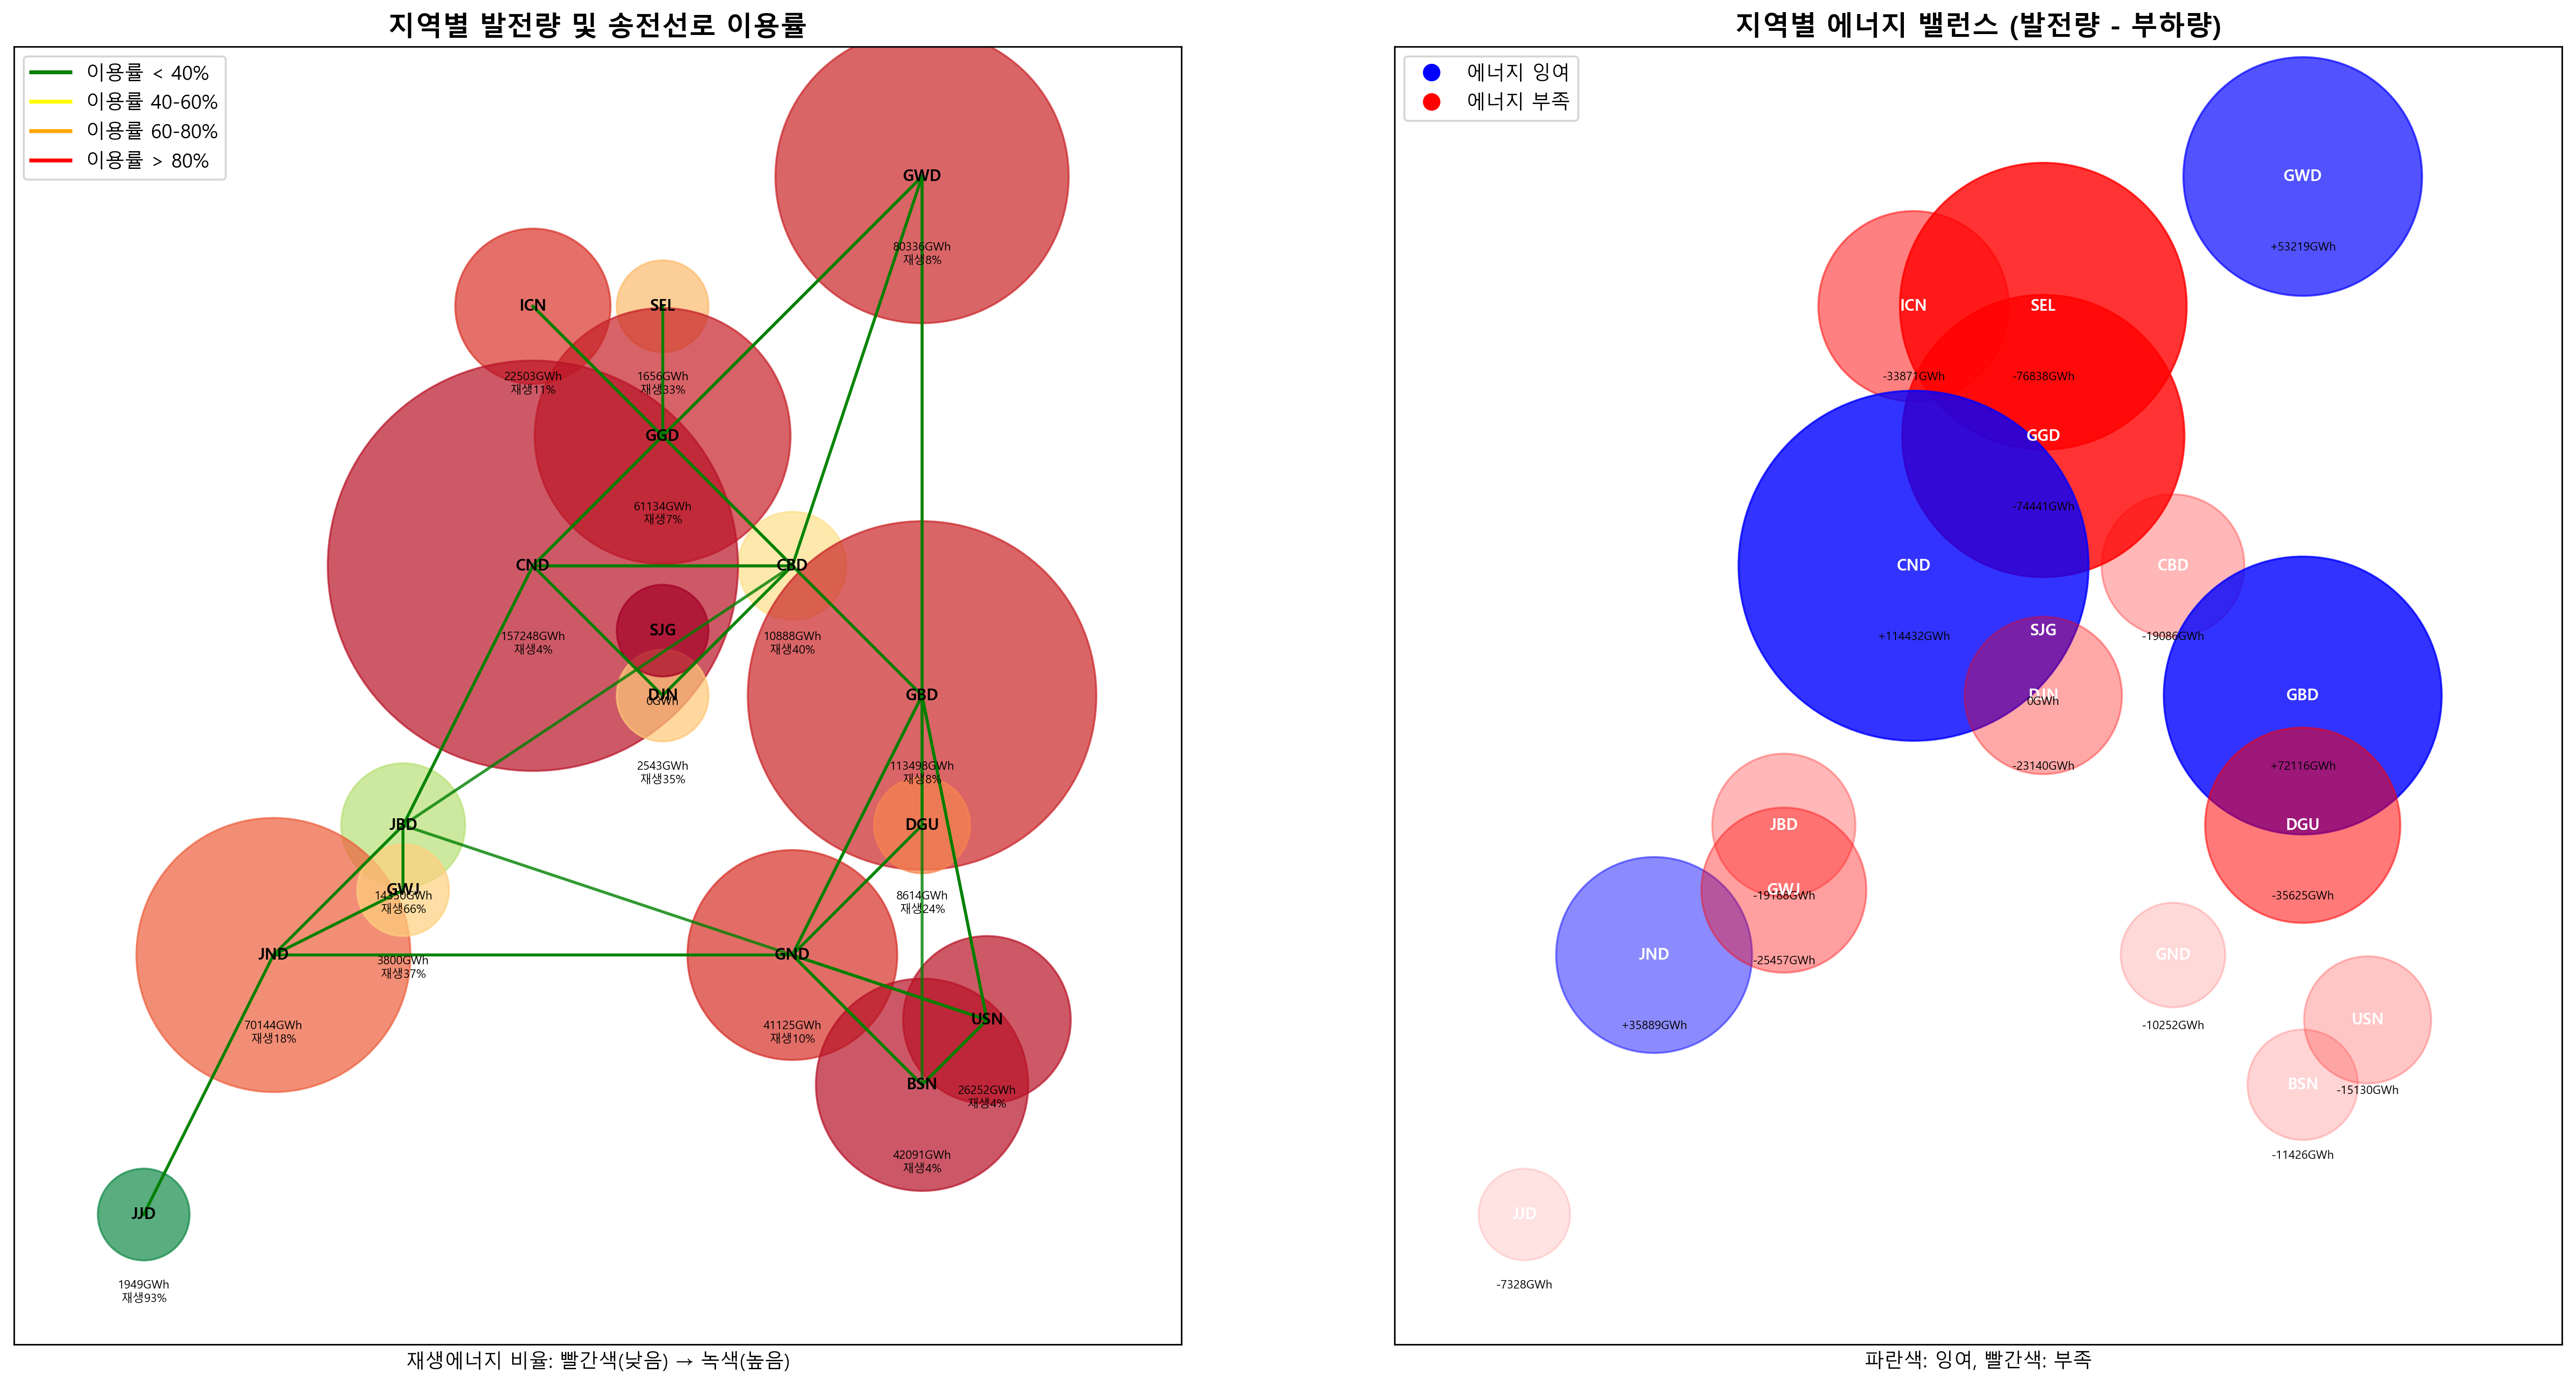 지역별 발전량 및 송전선로 이용률
이용률 < 40%
이용률 40-60%
이용률 60-80%
이용률 > 80%
GWD
80336GWh
재생8%
ICN
SEL
22503GWh
재생11%
1656GWh
재생33%
GGD
61134GWh
재생7%
CND
CBD
SJG
157248GWh
재생4%
10888GWh
재생40%
DJN
0GWh
GBD
2543GWh
재생35%
113498GWh
재생8%
JBD
DGU
GWJ
재생66%
8614GWh
재생24%
JND
3800GWh
재생37%
GND
70144GWh
재생18%
41125GWh
재생10%
USN
BSN
26252GWh
재생4%
42091GWh
재생4%
JJD
1949GWh
재생93%
재생에너지 비율: 빨간색(낮음) → 녹색(높음)
지역별 에너지 밸런스 (발전량 - 부하량)
에너지 잉여
에너지 부족
GWD
+53219GWh
ICN
SEL
-33871GWh
-76838GWh
GGD
-74441GWh
CND
CBD
SJG
+114432GWh
-19086GWh
DJN
0GWh
GBD
-23140GWh
+72116GWh
JBD
DGU
GWJ
-19188GWh
-35625GWh
JND
-25457GWh
GND
+35889GWh
-10252GWh
USN
BSN
-15130GWh
-11426GWh
JJD
-7328GWh
파란색: 잉여, 빨간색: 부족